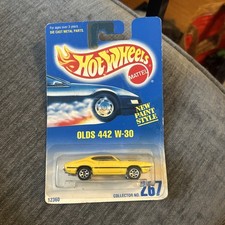 FOR AGES OVER 3 YEARS
DIE CAST METAL PARTS
Hot Wheels
MATTEL
NEW
PAINT
STYLE
OLDS 442 W-30
12360
COLLECTOR NO.
267